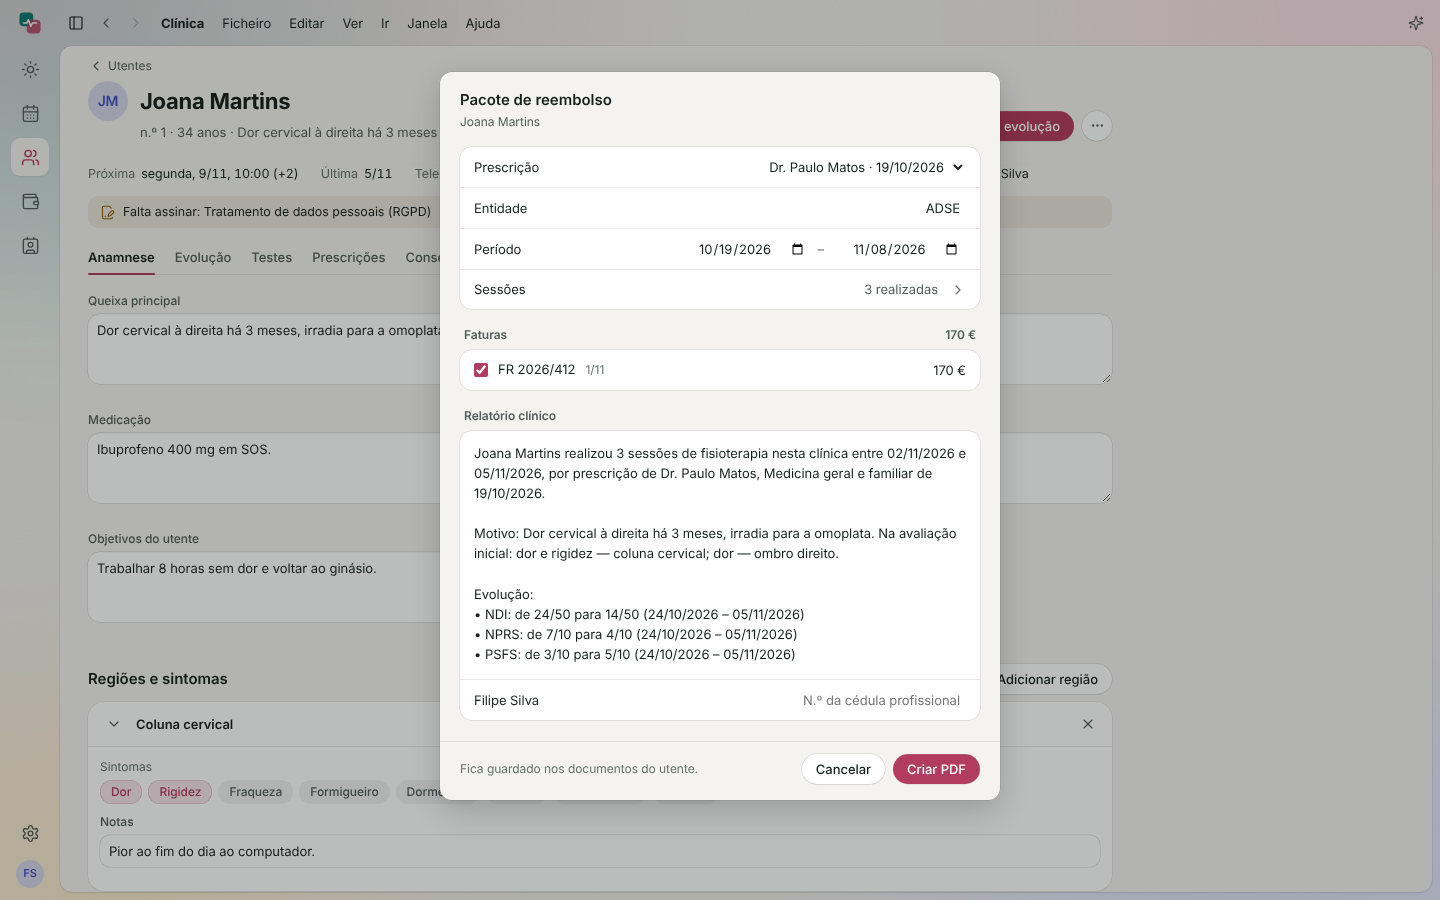 Clínica Ficheiro Editar Ver Ir Janela Ajuda
Utentes
JM Joana Martins
n.º 1 · 34 anos · Dor cervical à direita há 3 meses
evolução
Próxima segunda, 9/11, 10:00 (+2) Última 5/11 Tele
Silva
Falta assinar: Tratamento de dados pessoais (RGPD)
Anamnese Evolução Testes Prescrições Conse
Queixa principal
Dor cervical à direita há 3 meses, irradia para a omoplata
Medicação
Ibuprofeno 400 mg em SOS.
Objetivos do utente
Trabalhar 8 horas sem dor e voltar ao ginásio.
Regiões e sintomas
Adicionar região
Coluna cervical
Sintomas
Dor Rigidez Fraqueza Formigueiro Dorme
Notas
Pior ao fim do dia ao computador.
FS
Pacote de reembolso
Joana Martins
Prescrição Dr. Paulo Matos · 19/10/2026
Entidade ADSE
Período 10/19/2026 – 11/08/2026
Sessões 3 realizadas
Faturas 170 €
FR 2026/412 1/11 170 €
Relatório clínico
Joana Martins realizou 3 sessões de fisioterapia nesta clínica entre 02/11/2026 e
05/11/2026, por prescrição de Dr. Paulo Matos, Medicina geral e familiar de
19/10/2026.
Motivo: Dor cervical à direita há 3 meses, irradia para a omoplata. Na avaliação
inicial: dor e rigidez — coluna cervical; dor — ombro direito.
Evolução:
• NDI: de 24/50 para 14/50 (24/10/2026 – 05/11/2026)
• NPRS: de 7/10 para 4/10 (24/10/2026 – 05/11/2026)
• PSFS: de 3/10 para 5/10 (24/10/2026 – 05/11/2026)
Filipe Silva N.º da cédula profissional
Fica guardado nos documentos do utente.
Cancelar Criar PDF